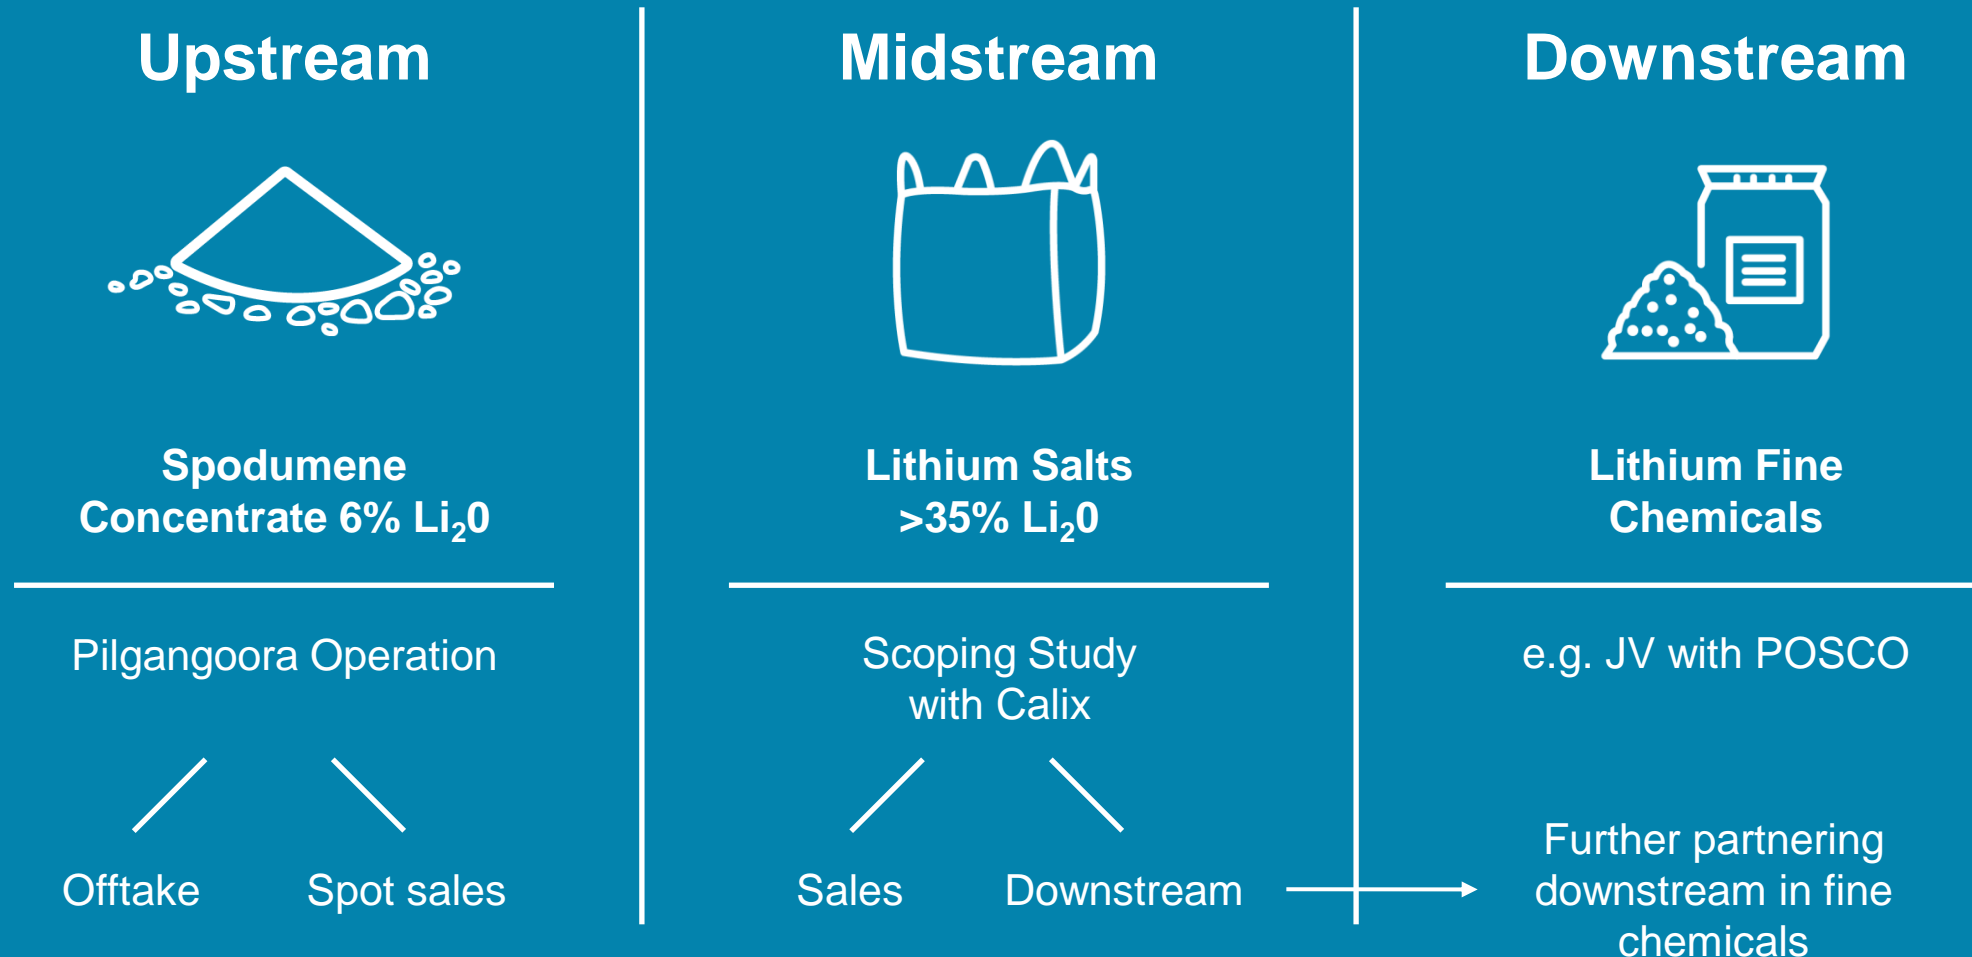 Upstream
Spodumene
Concentrate 6% Li₂0
Pilgangoora Operation
Offtake
Spot sales
Midstream
Lithium Salts
>35% Li₂0
Scoping Study
with Calix
Sales
Downstream
Downstream
Lithium Fine
Chemicals
e.g. JV with POSCO
Further partnering
downstream in fine
chemicals